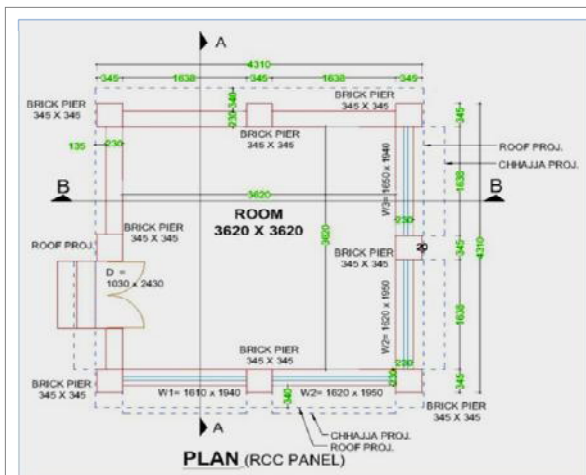 A
4310
345 1638 345 1638 345
BRICK PIER
345 X 345
BRICK PIER
345 X 345
340
230
BRICK PIER
345 X 345
135
230
345
ROOF PROJ.
CHHAJJA PROJ.
W3= 1650 x 1940
1638
B
3620
B
ROOM
3620 X 3620
3620
230
BRICK PIER
345 X 345
ROOF PROJ.
BRICK PIER
345 X 345
20
345
4310
D =
1030 x 2430
W2= 1620 x 1950
1638
BRICK PIER
345 X 345
230
230
345
BRICK PIER
345 X 345
W1= 1610 x 1940
W2= 1620 x 1950
340
BRICK PIER
345 X 345
A
CHHAJJA PROJ.
ROOF PROJ.
PLAN (RCC PANEL)